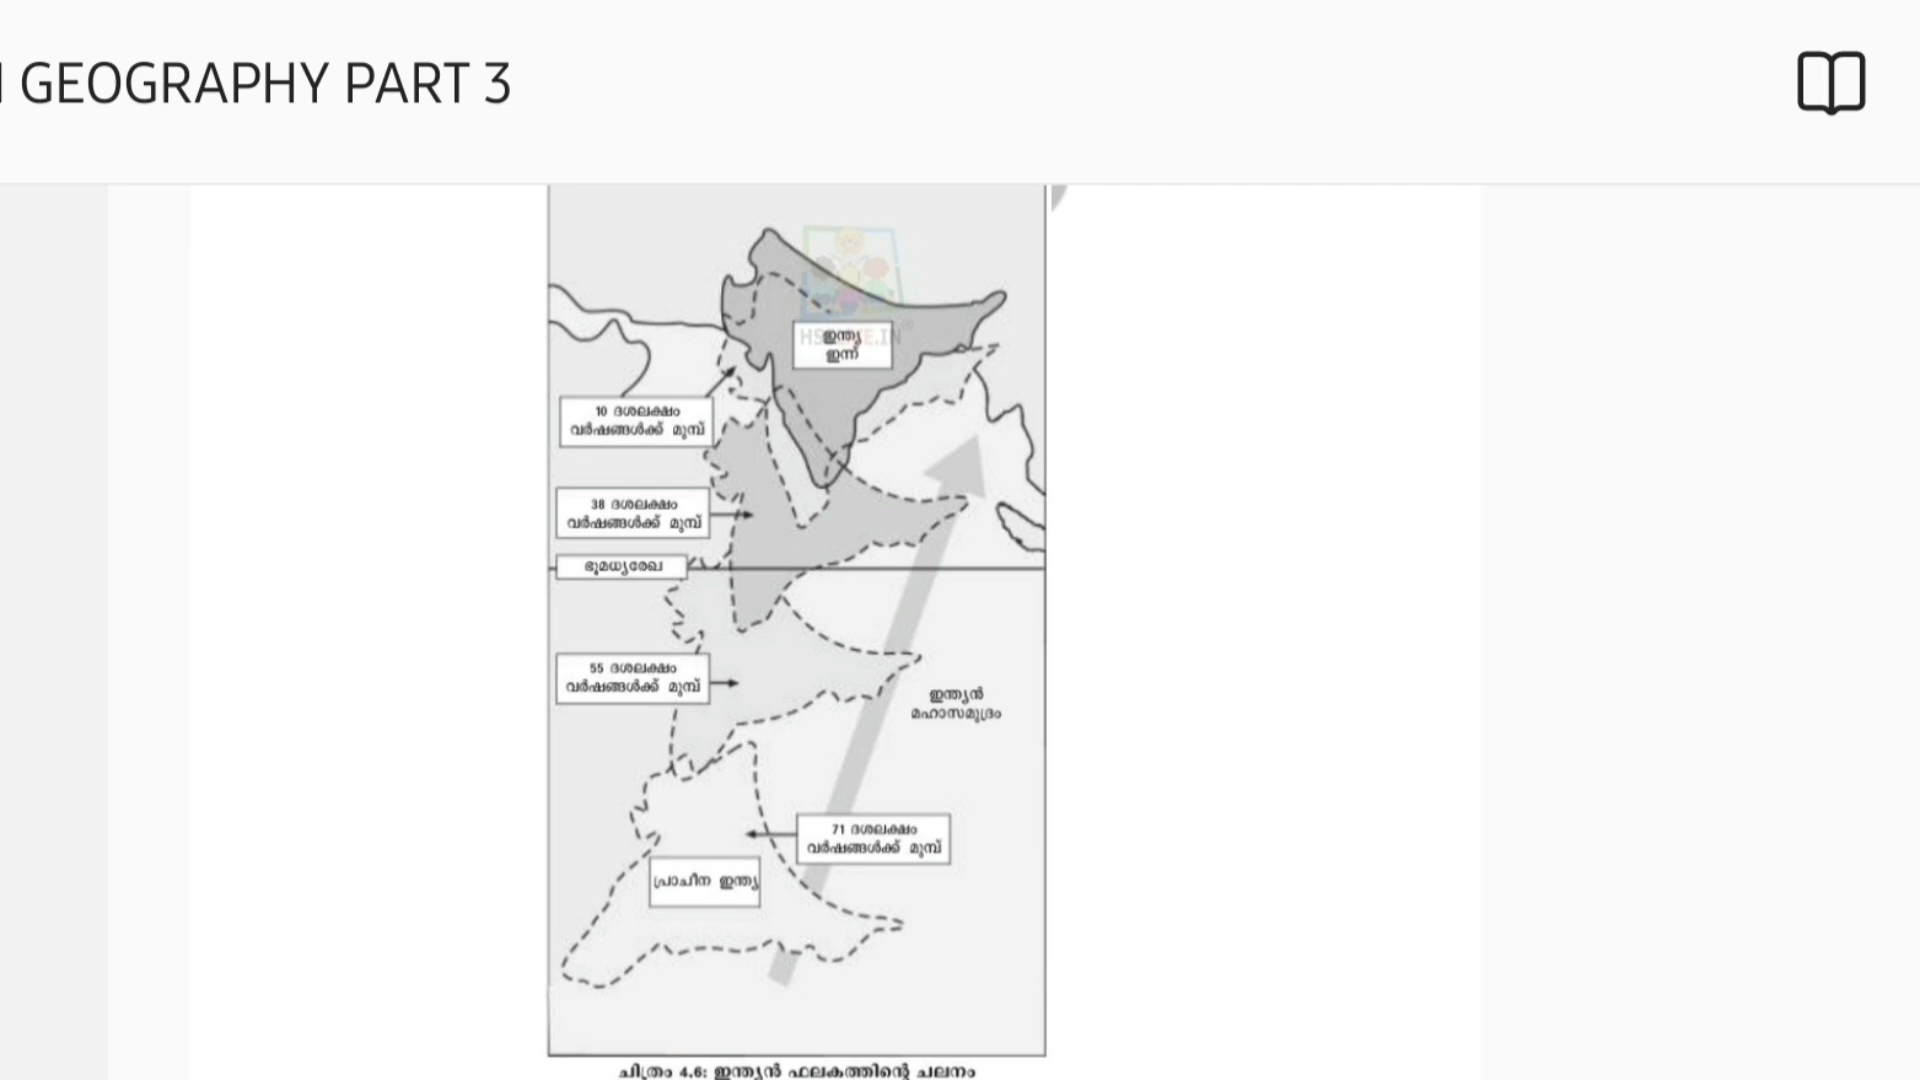 GEOGRAPHY PART 3
ഇന്ത്യ
ഇന്ന്
10 ദശലക്ഷം
വർഷങ്ങൾക്ക് മുമ്പ്
38 ദശലക്ഷം
വർഷങ്ങൾക്ക് മുമ്പ്
ഭൂമധ്യരേഖ
55 ദശലക്ഷം
വർഷങ്ങൾക്ക് മുമ്പ്
ഇന്ത്യൻ
മഹാസമുദ്രം
71 ദശലക്ഷം
വർഷങ്ങൾക്ക് മുമ്പ്
പ്രാചീന ഇന്ത്യ
ചിത്രം 4.6: ഇന്ത്യൻ ഫലകത്തിന്റെ ചലനം